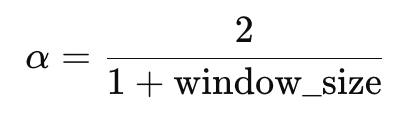 α = 2 / (1 + window_size)